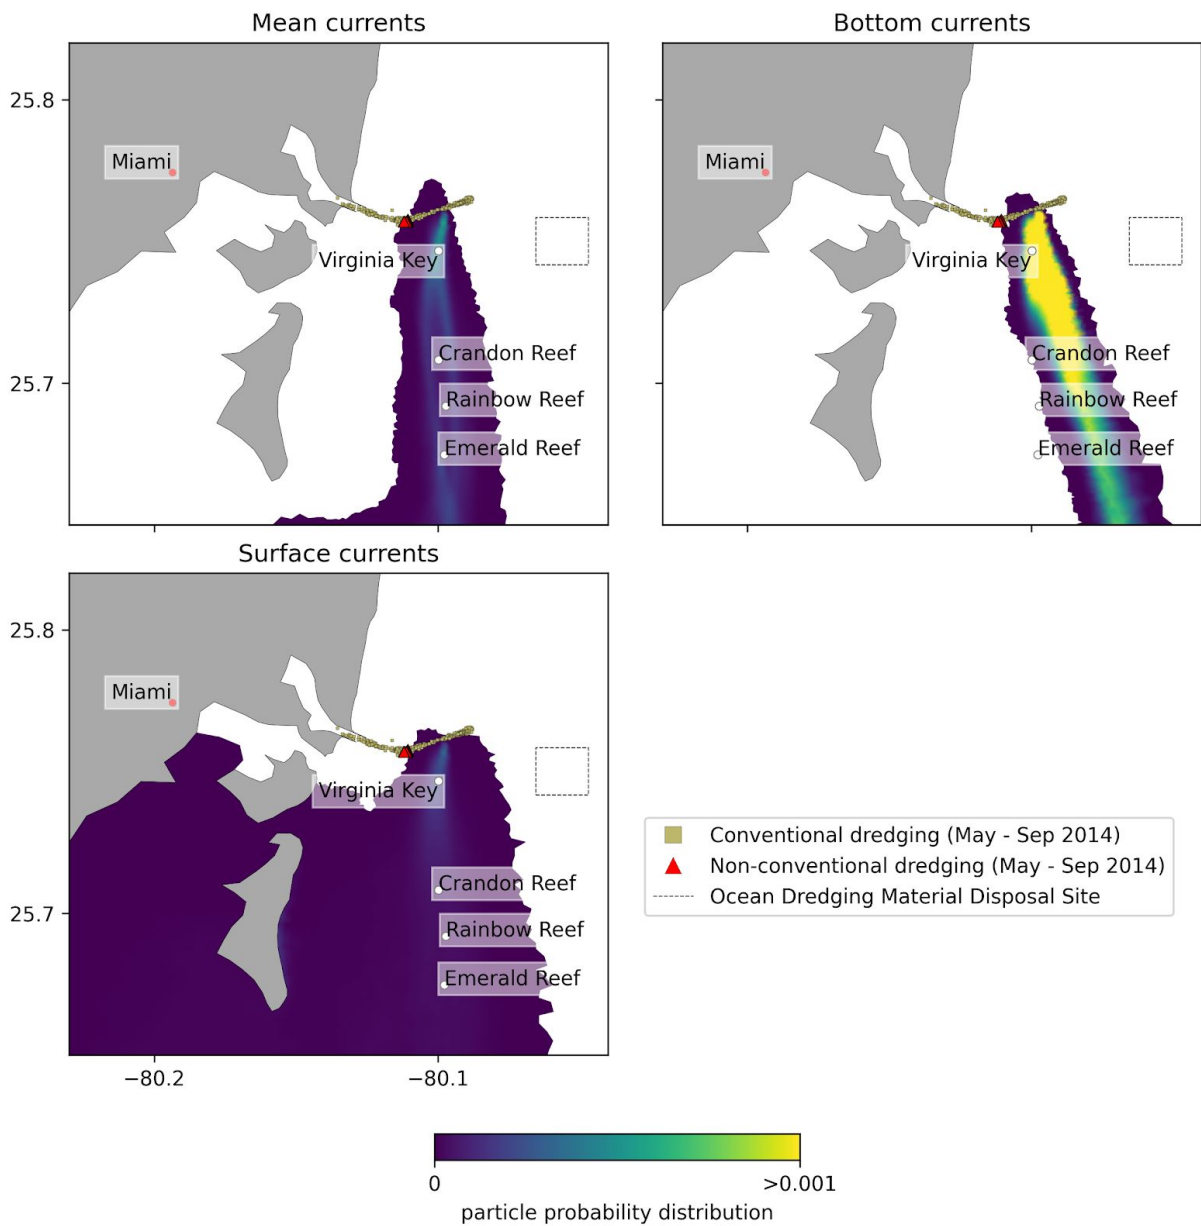 Mean currents
Bottom currents
25.8
25.7
Miami
Virginia Key
Crandon Reef
Rainbow Reef
Emerald Reef
Miami
Virginia Key
Crandon Reef
Rainbow Reef
Emerald Reef
Surface currents
25.8
25.7
Miami
Virginia Key
Crandon Reef
Rainbow Reef
Emerald Reef
−80.2
−80.1
Conventional dredging (May - Sep 2014)
Non-conventional dredging (May - Sep 2014)
Ocean Dredging Material Disposal Site
0
>0.001
particle probability distribution